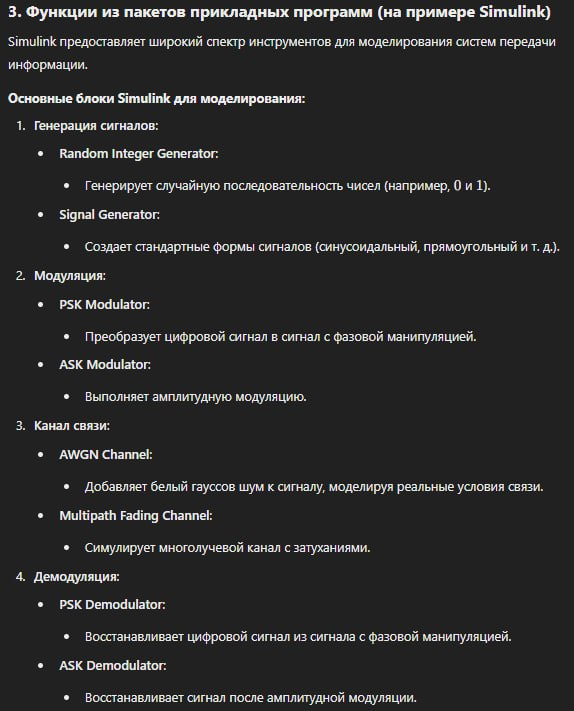 3. Функции из пакетов прикладных программ (на примере Simulink)
Simulink предоставляет широкий спектр инструментов для моделирования систем передачи
информации.
Основные блоки Simulink для моделирования:
1. Генерация сигналов:
• Random Integer Generator:
• Генерирует случайную последовательность чисел (например, 0 и 1).
• Signal Generator:
• Создает стандартные формы сигналов (синусоидальный, прямоугольный и т. д.).
2. Модуляция:
• PSK Modulator:
• Преобразует цифровой сигнал в сигнал с фазовой манипуляцией.
• ASK Modulator:
• Выполняет амплитудную модуляцию.
3. Канал связи:
• AWGN Channel:
• Добавляет белый гауссов шум к сигналу, моделируя реальные условия связи.
• Multipath Fading Channel:
• Симулирует многолучевой канал с затуханиями.
4. Демодуляция:
• PSK Demodulator:
• Восстанавливает цифровой сигнал из сигнала с фазовой манипуляцией.
• ASK Demodulator:
• Восстанавливает сигнал после амплитудной модуляции.